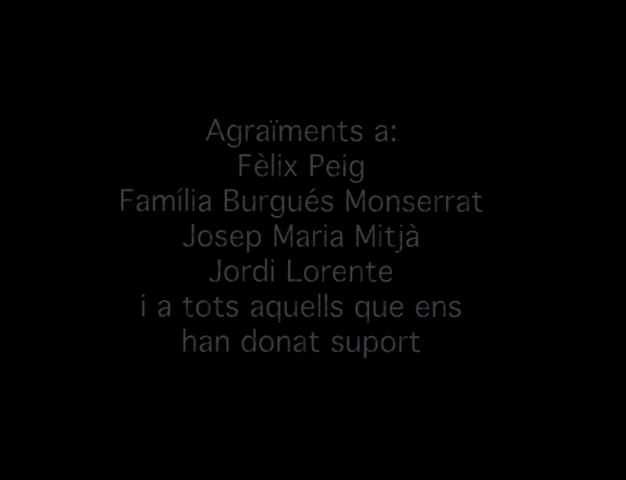 Agraïments a:
Fèlix Peig
Família Burgués Monserrat
Josep Maria Mitjà
Jordi Lorente
i a tots aquells que ens
han donat suport